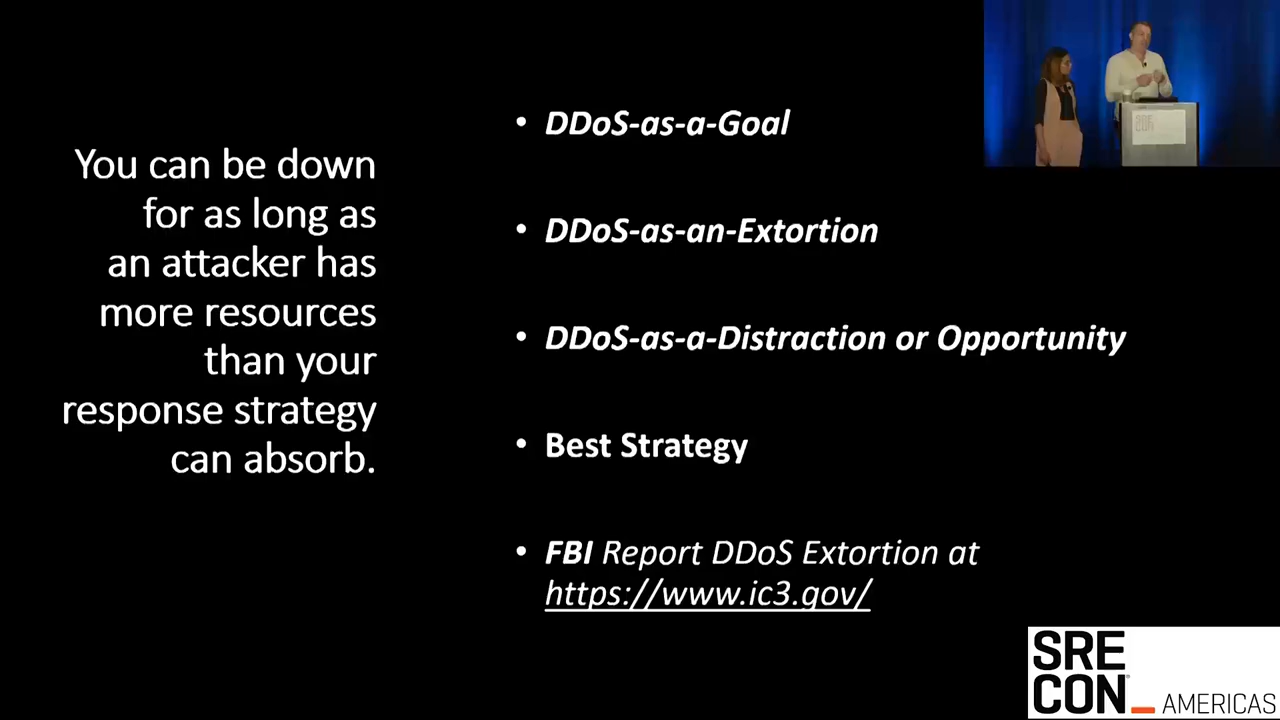 You can be down
for as long as
an attacker has
more resources
than your
response strategy
can absorb.
• DDoS-as-a-Goal
• DDoS-as-an-Extortion
• DDoS-as-a-Distraction or Opportunity
• Best Strategy
• FBI Report DDoS Extortion at
https://www.ic3.gov/
SRE
CON
SRE
CON
AMERICAS